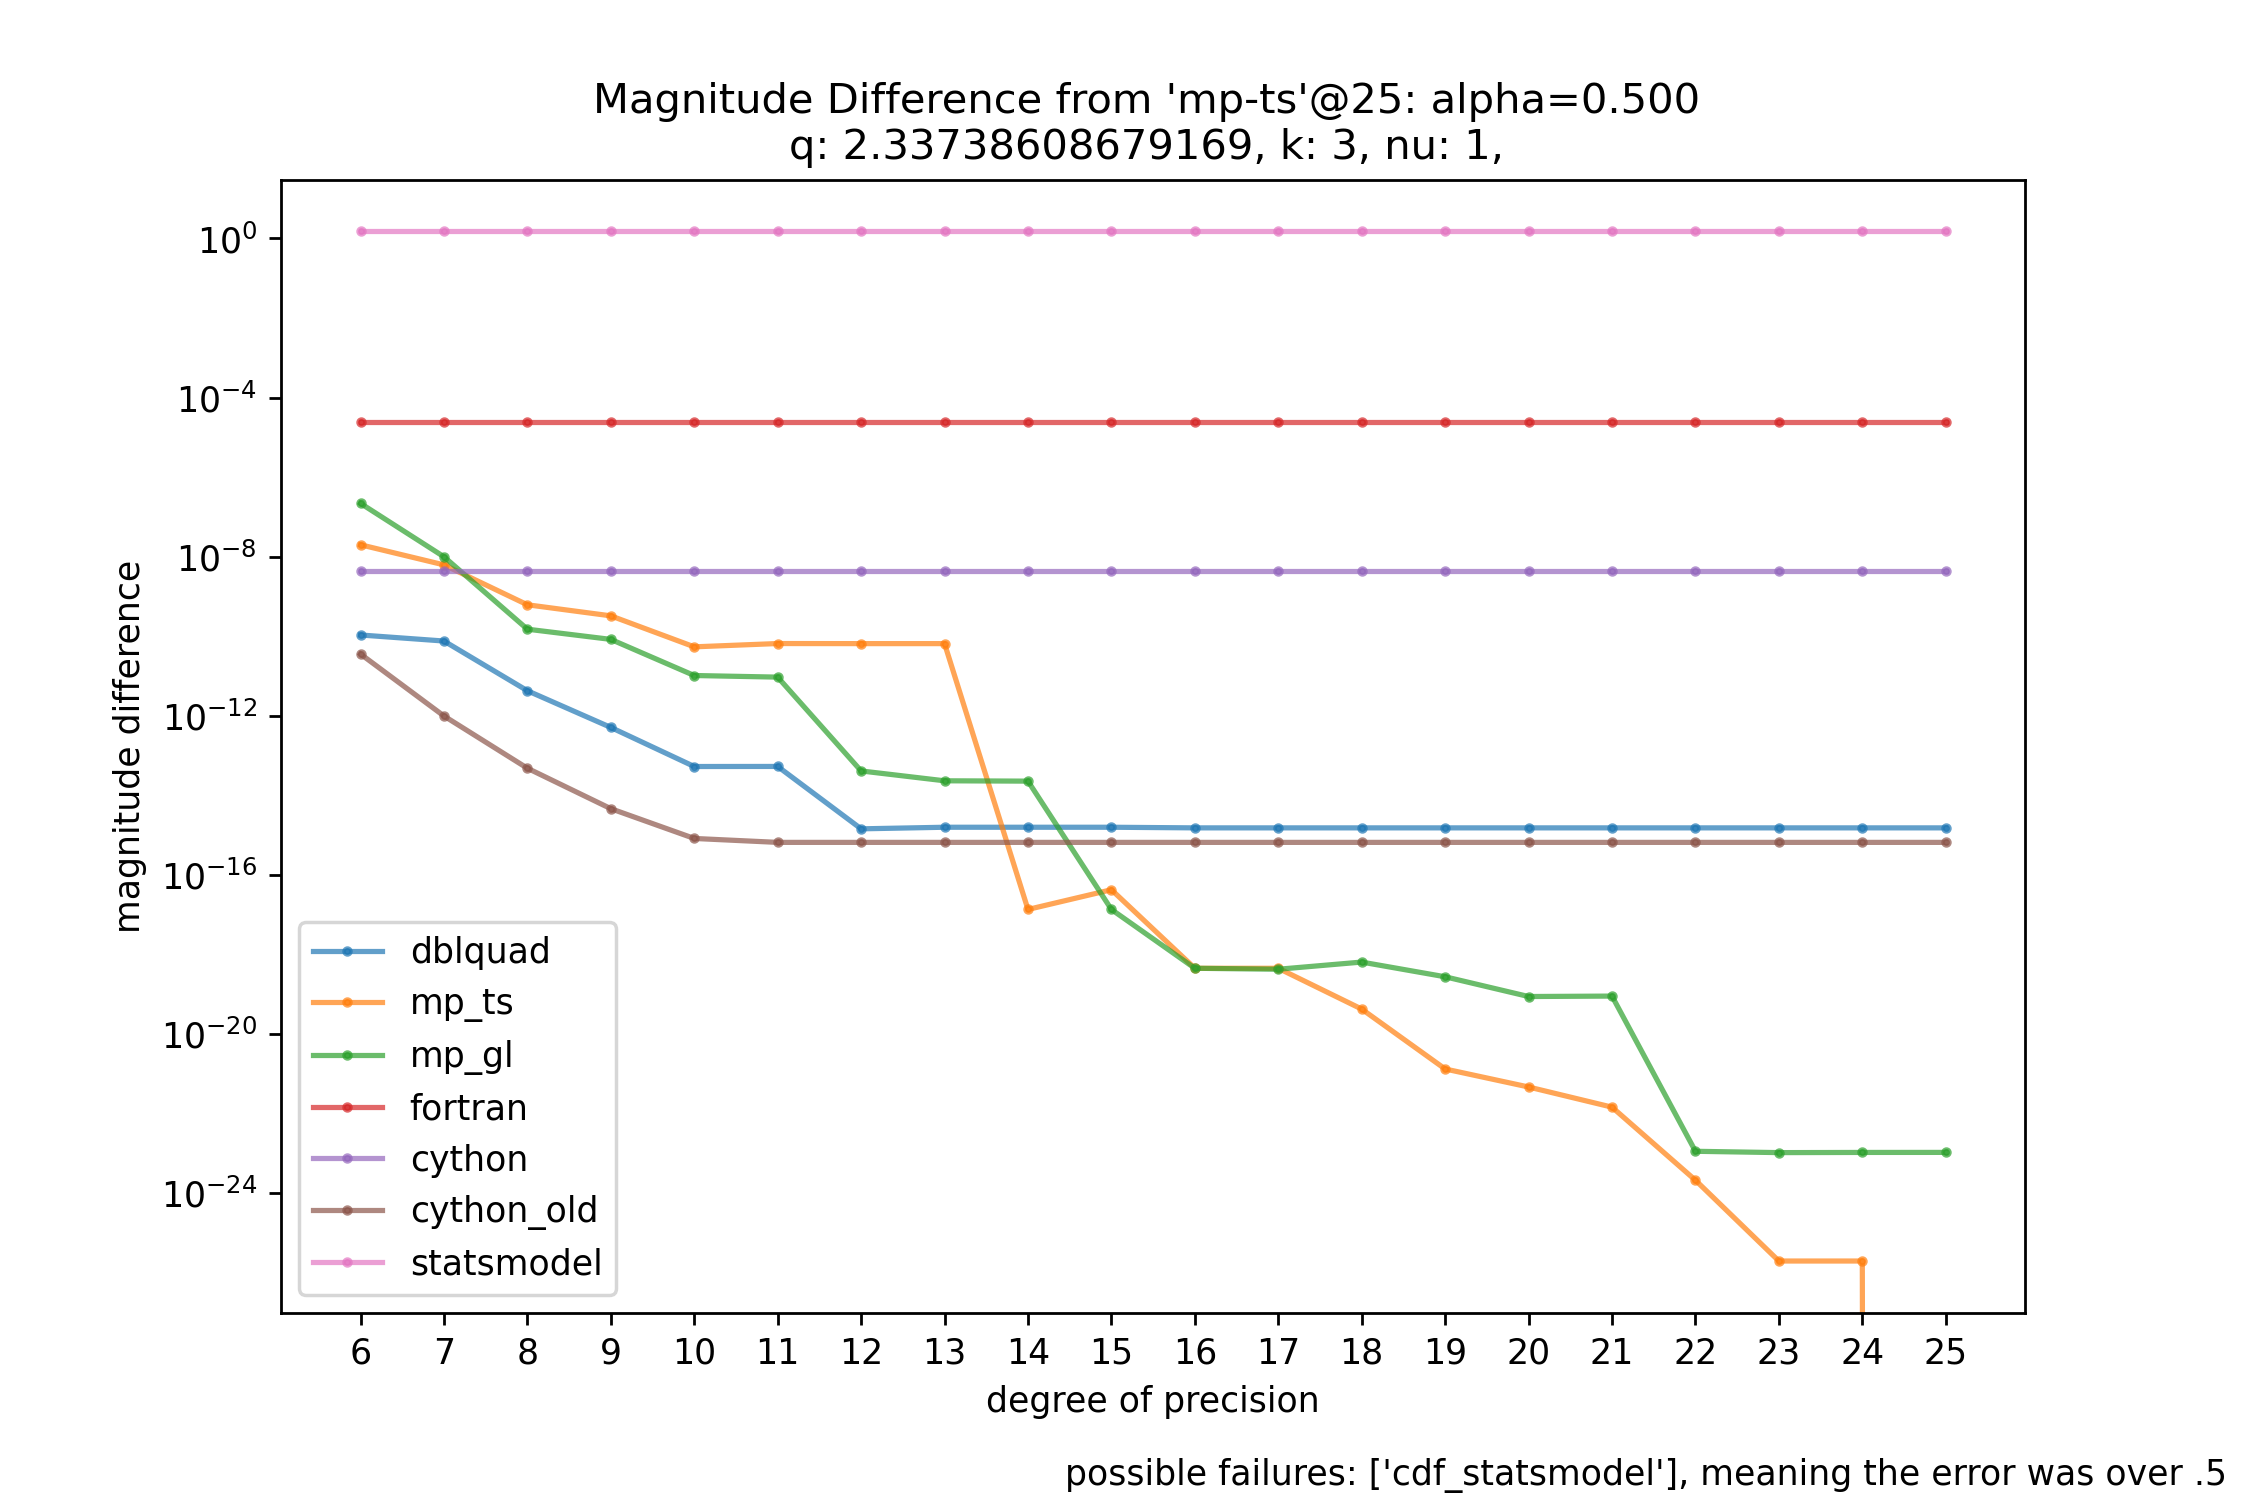 Magnitude Difference from 'mp-ts'@25: alpha=0.500
q: 2.33738608679169, k: 3, nu: 1,
magnitude difference
10^0
10^-4
10^-8
10^-12
10^-16
10^-20
10^-24
dblquad
mp_ts
mp_gl
fortran
cython
cython_old
statsmodel
6 7 8 9 10 11 12 13 14 15 16 17 18 19 20 21 22 23 24 25
degree of precision
possible failures: ['cdf_statsmodel'], meaning the error was over .5